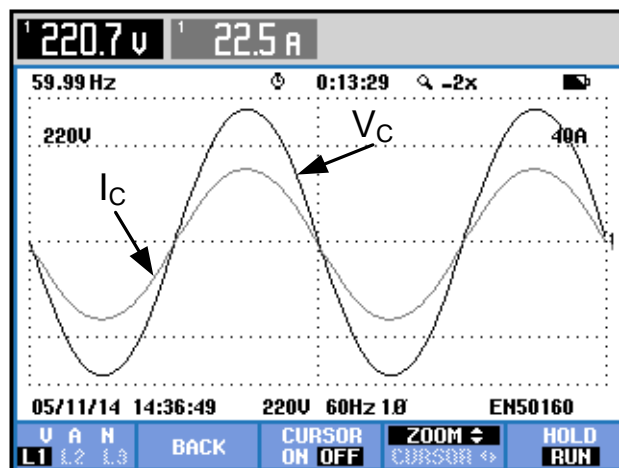 1 220.7 V 1 22.5 A
59.99 Hz 0:13:29 -2x
220V VC 40A
IC
1
05/11/14 14:36:49 220V 60Hz 1Ø EN50160
V A N BACK CURSOR ZOOM HOLD
L1 L2 L3 ON OFF CURSOR RUN